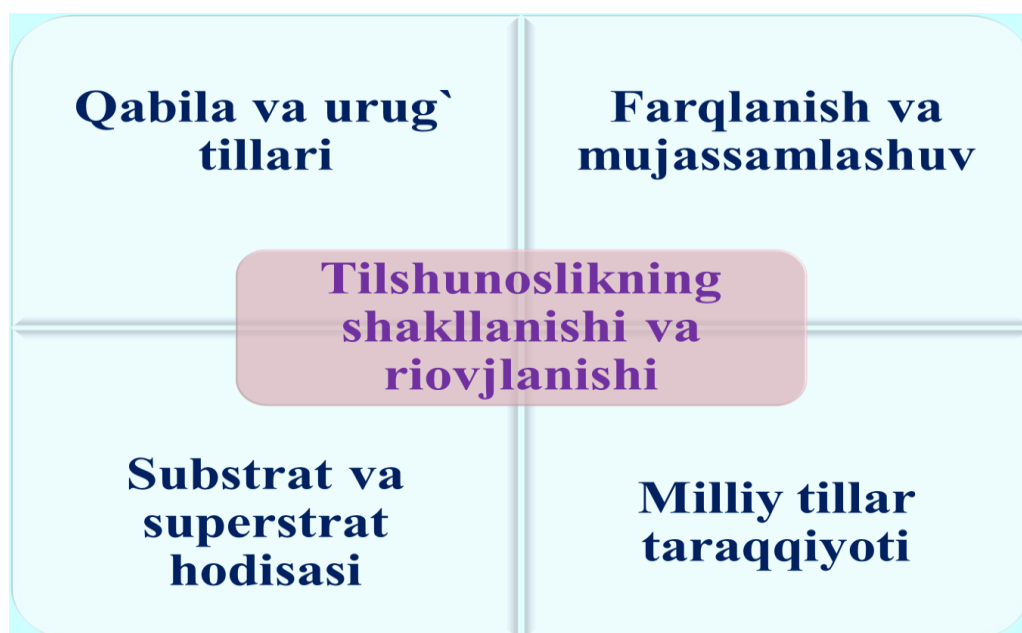 Qabila va urug`
tillari
Farqlanish va
mujassamlashuv
Tilshunoslikning
shakllanishi va
riovjlanishi
Substrat va
superstrat
hodisasi
Milliy tillar
taraqqiyoti